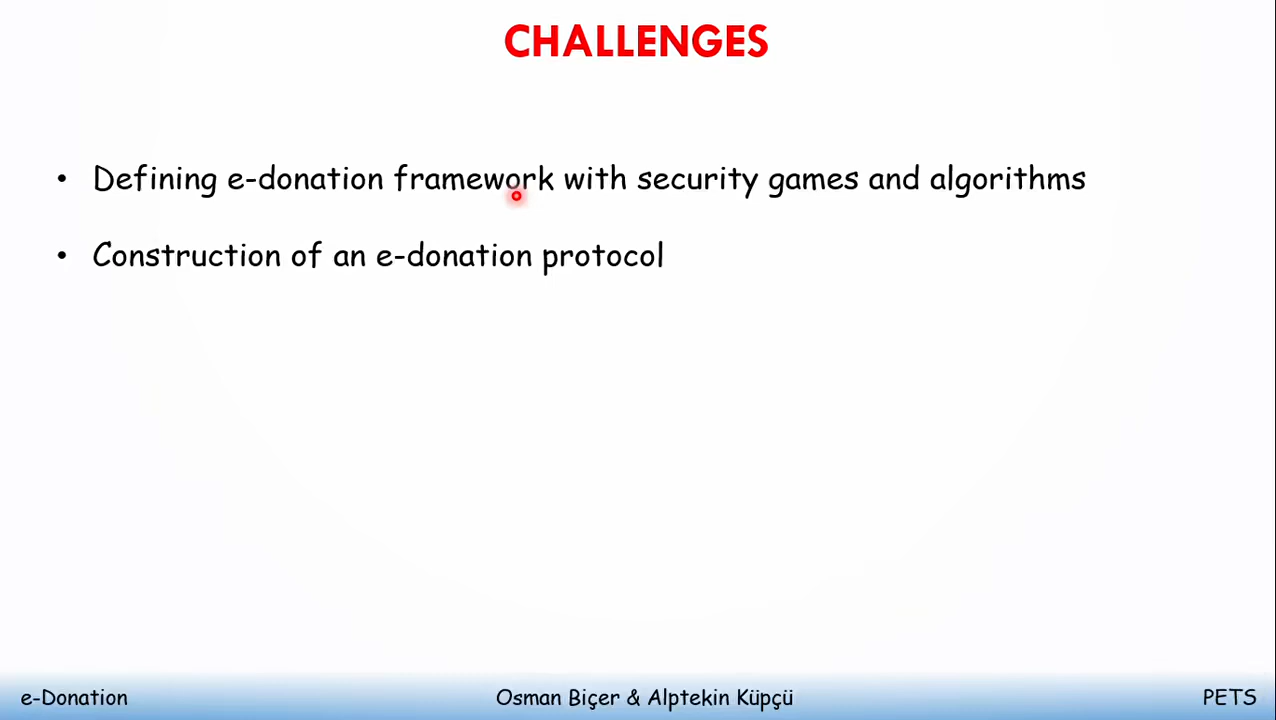 CHALLENGES
• Defining e-donation framework with security games and algorithms
• Construction of an e-donation protocol
e-Donation
Osman Biçer & Alptekin Küpçü
PETS